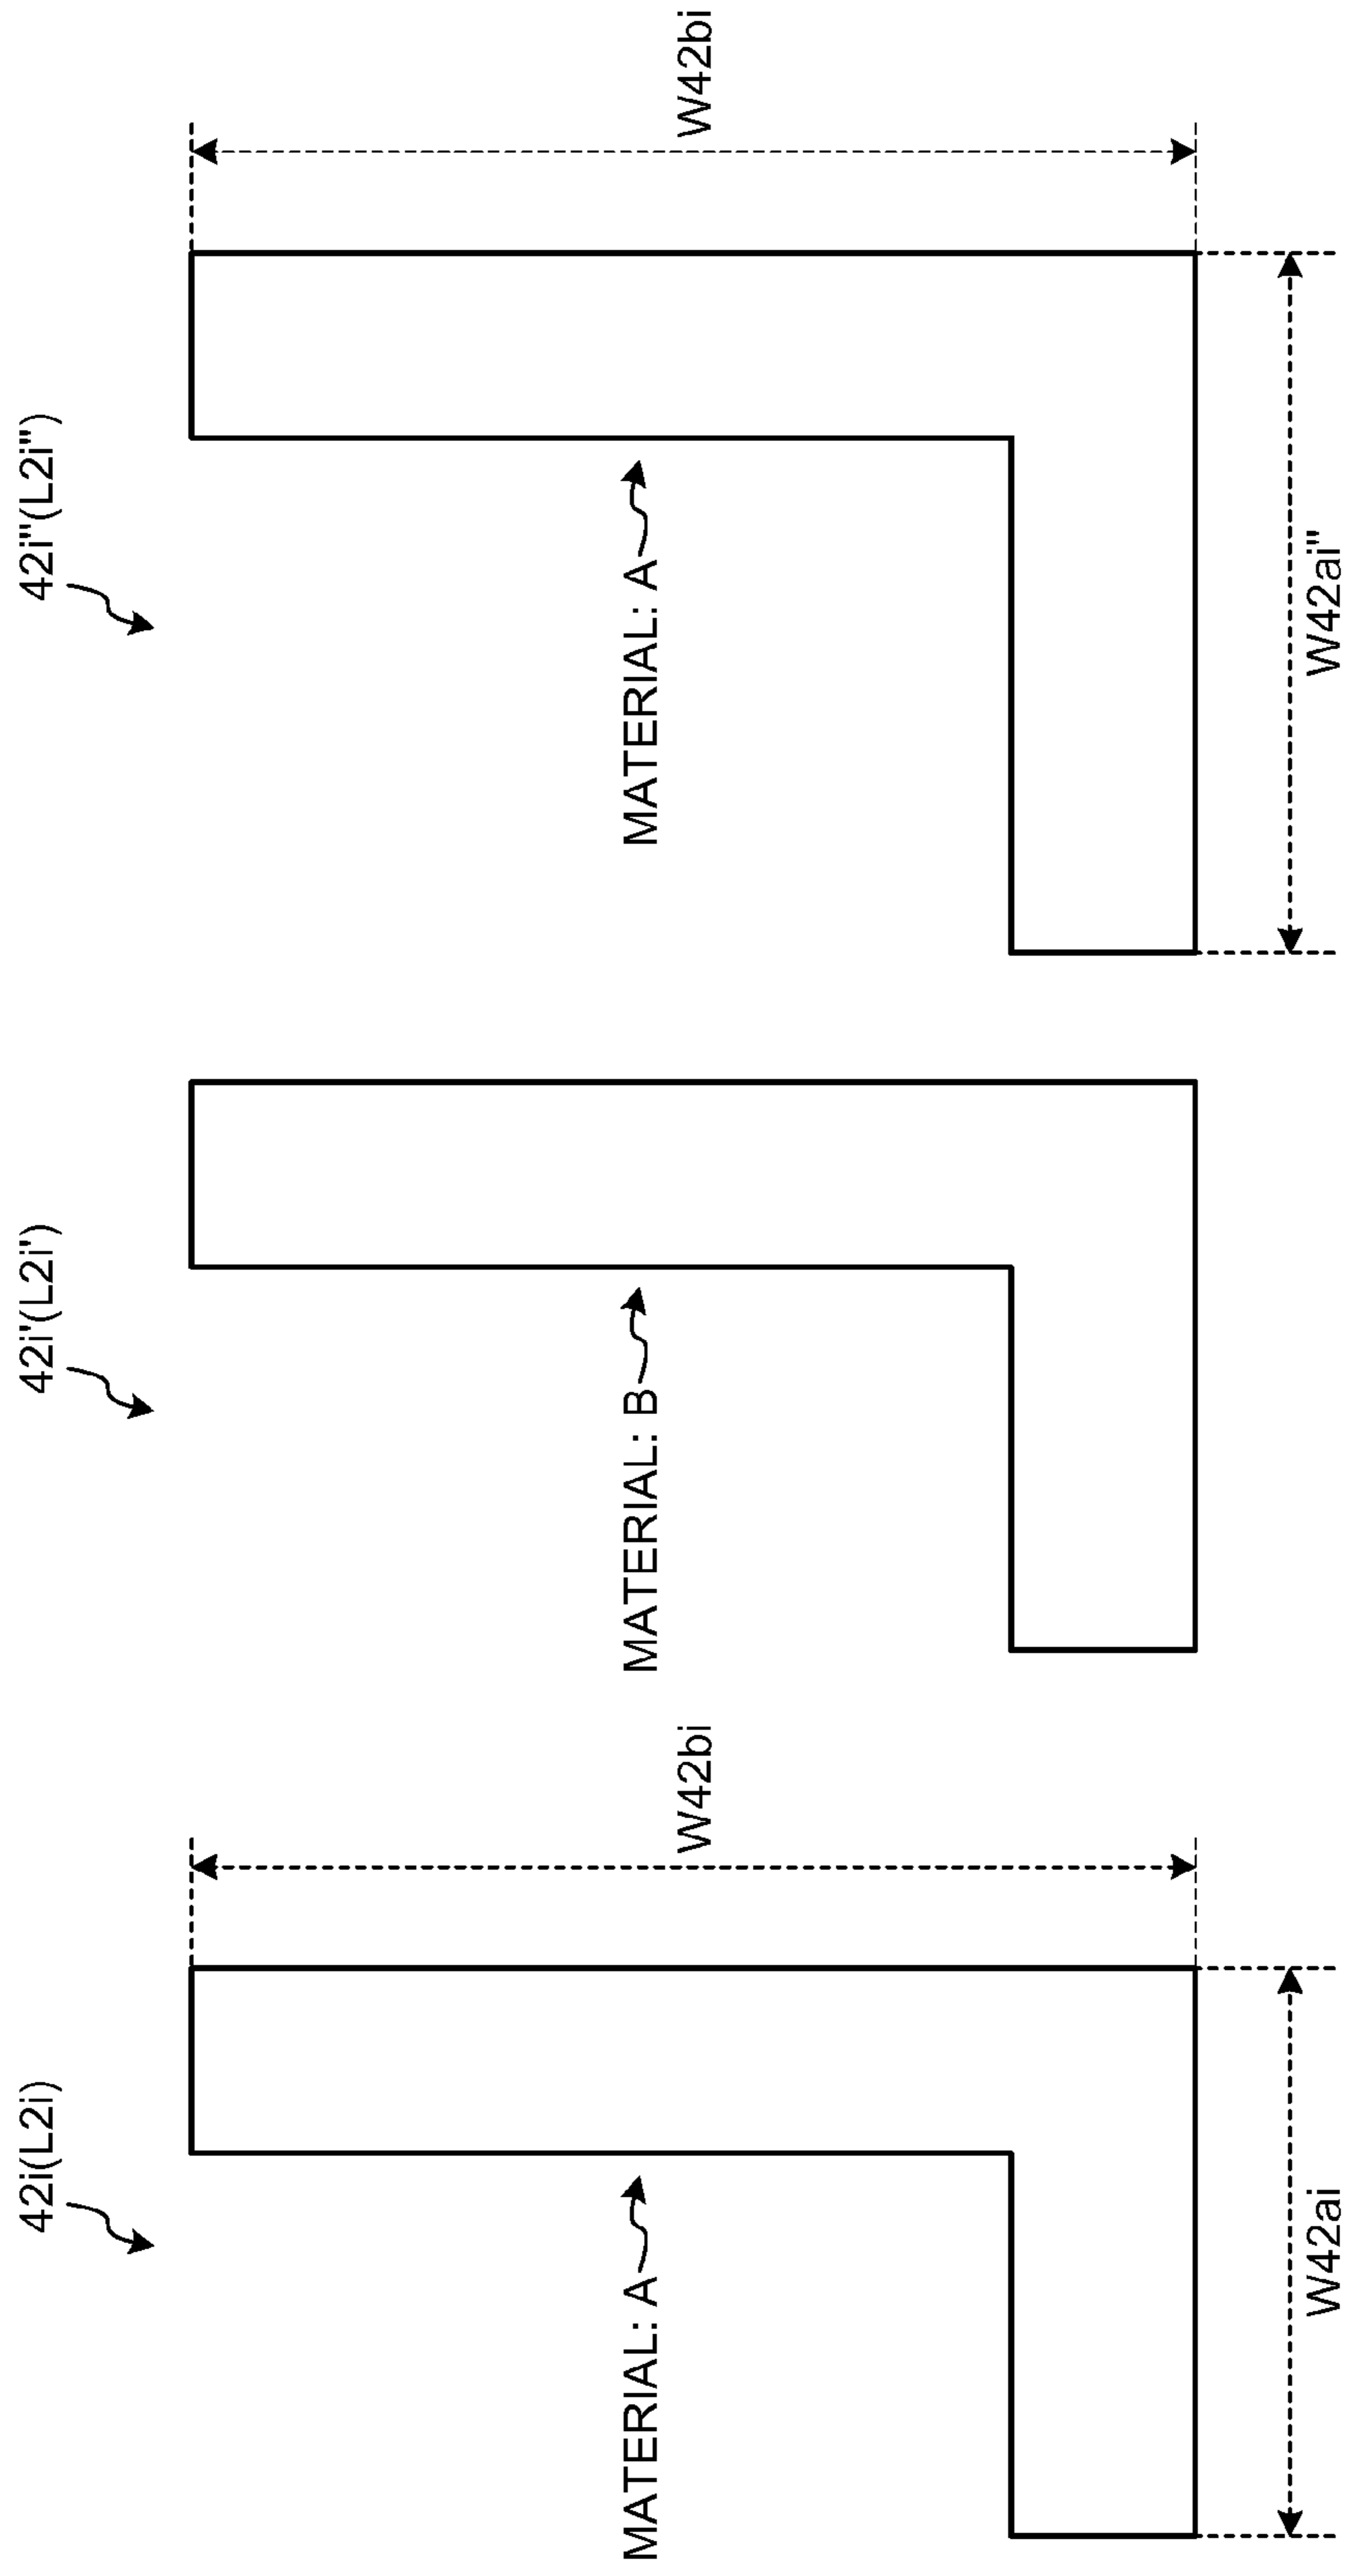 42i(L2i)
MATERIAL: A
W42bi
W42ai
42i'(L2i')
MATERIAL: B
42i"(L2i")
MATERIAL: A
W42bi
W42ai"